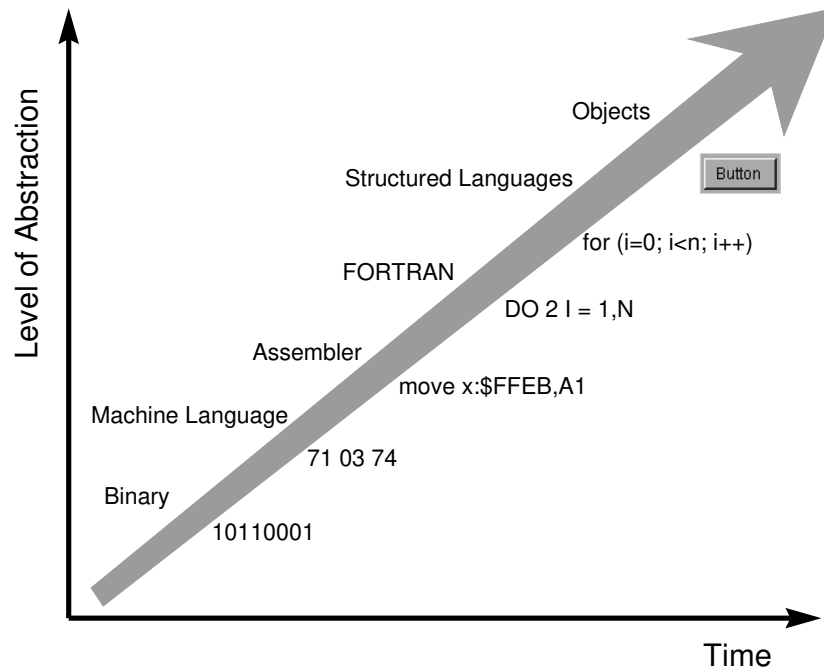 Level of Abstraction
Objects
Button
Structured Languages
for (i=0; i<n; i++)
FORTRAN
DO 2 I = 1,N
Assembler
move x:$FFEB,A1
Machine Language
71 03 74
Binary
10110001
Time